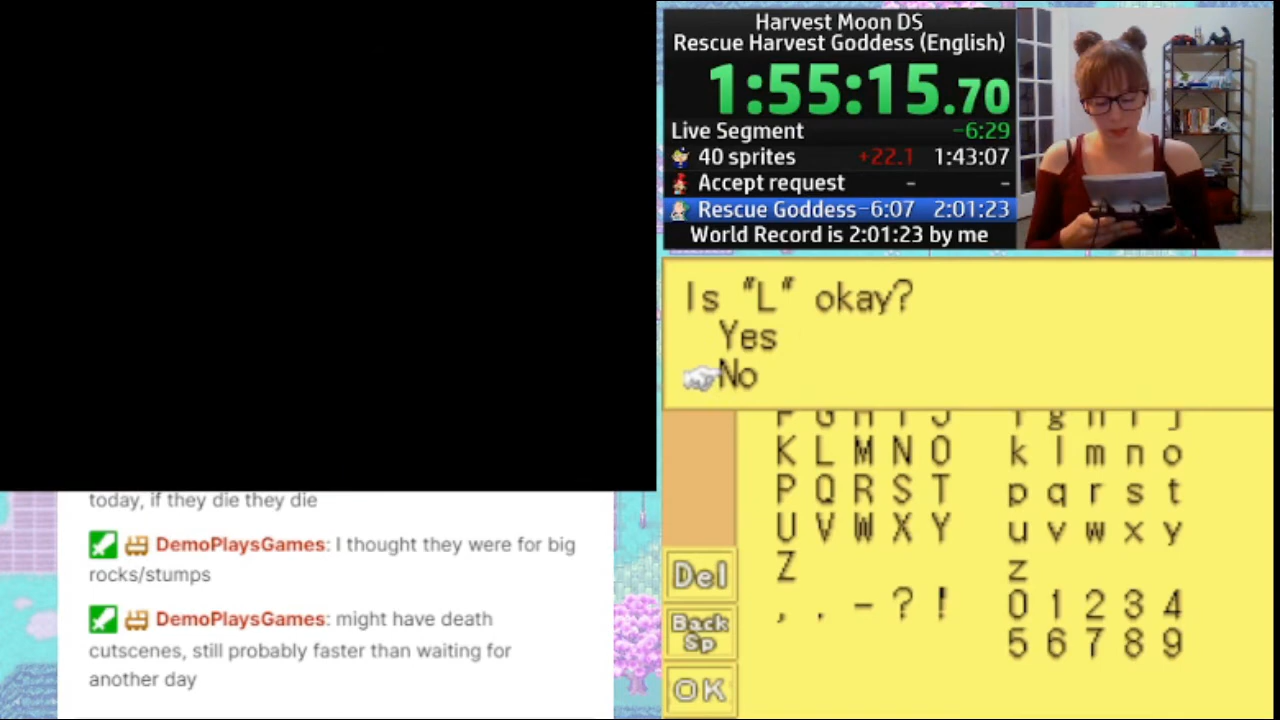 Harvest Moon DS
Rescue Harvest Goddess (English)
1:55:15.70
Live Segment -6:29
40 sprites +22.1 1:43:07
Accept request - -
Rescue Goddess -6:07 2:01:23
World Record is 2:01:23 by me
Is "L" okay?
Yes
No
F G H I J f g h i j
K L M N O k l m n o
P Q R S T p q r s t
U V W X Y u v w x y
Z z
, . - ? ! 0 1 2 3 4
5 6 7 8 9
Del
Back
Sp
OK
today, if they die they die
DemoPlaysGames: I thought they were for big
rocks/stumps
DemoPlaysGames: might have death
cutscenes, still probably faster than waiting for
another day